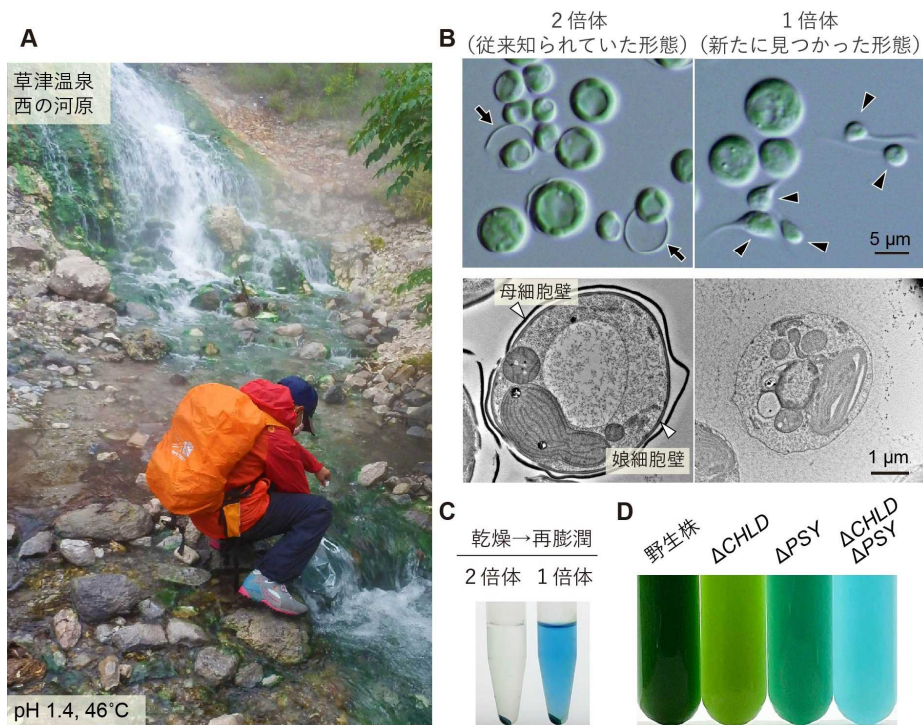 A
草津温泉
西の河原
pH 1.4, 46˚C
B
2倍体
(従来知られていた形態)
1倍体
(新たに見つかった形態)
5 µm
母細胞壁
娘細胞壁
1 µm
C
乾燥→再膨潤
2倍体
1倍体
D
野生株
ΔCHLD
ΔPSY
ΔCHLD
ΔPSY